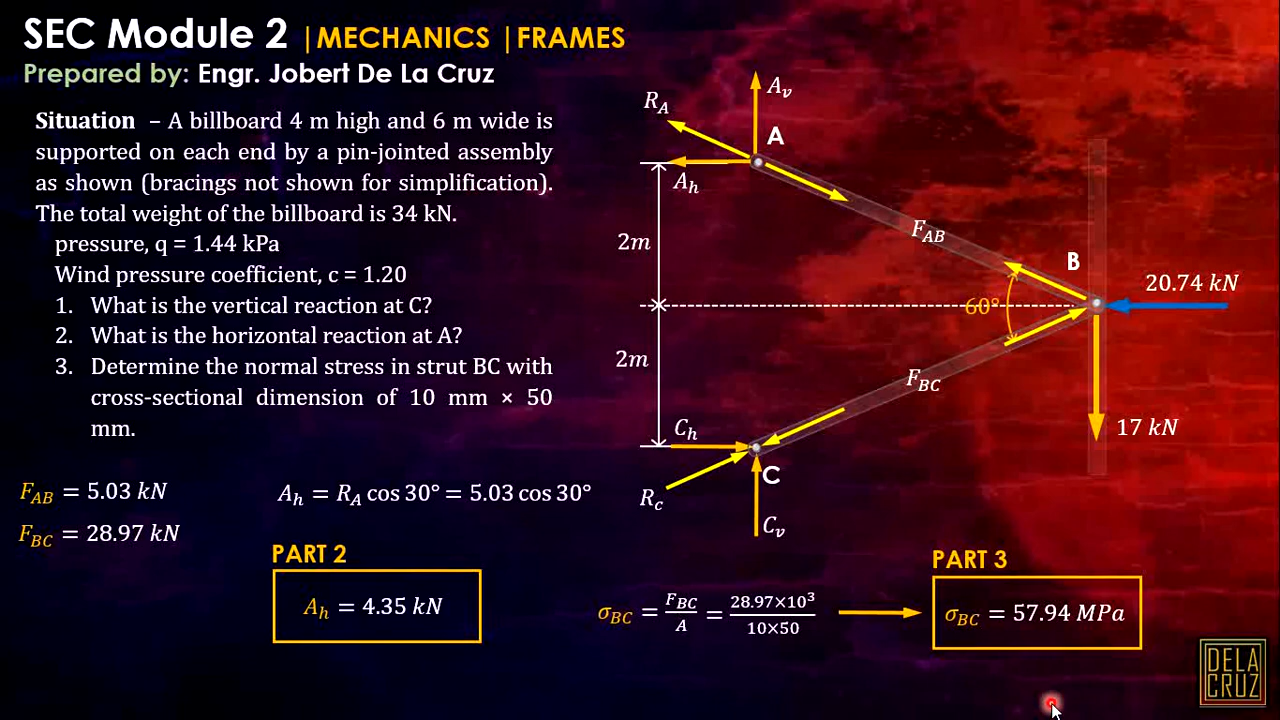 SEC Module 2 |MECHANICS |FRAMES
Prepared by: Engr. Jobert De La Cruz
Situation – A billboard 4 m high and 6 m wide is
supported on each end by a pin-jointed assembly
as shown (bracings not shown for simplification).
The total weight of the billboard is 34 kN.
pressure, q = 1.44 kPa
Wind pressure coefficient, c = 1.20
1. What is the vertical reaction at C?
2. What is the horizontal reaction at A?
3. Determine the normal stress in strut BC with
cross-sectional dimension of 10 mm × 50
mm.
A_v
R_A
A
A_h
2m
F_AB
B
20.74 kN
60°
2m
F_BC
C_h
17 kN
C
R_c
C_v
F_AB = 5.03 kN
F_BC = 28.97 kN
A_h = R_A cos 30° = 5.03 cos 30°
PART 2
A_h = 4.35 kN
σ_BC = F_BC/A = 28.97×10³/10×50
PART 3
σ_BC = 57.94 MPa
DELA
CRUZ